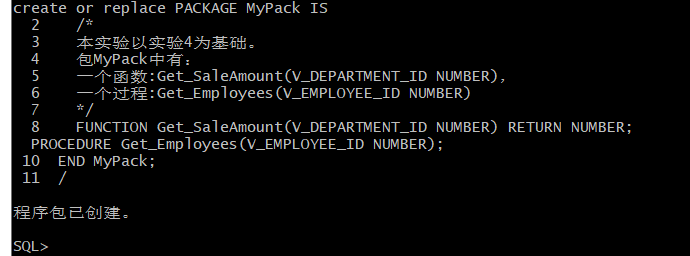 create or replace PACKAGE MyPack IS
  2    /*
  3    本实验以实验4为基础。
  4    包MyPack中有：
  5    一个函数:Get_SaleAmount(V_DEPARTMENT_ID NUMBER),
  6    一个过程:Get_Employees(V_EMPLOYEE_ID NUMBER)
  7    */
  8    FUNCTION Get_SaleAmount(V_DEPARTMENT_ID NUMBER) RETURN NUMBER;
  PROCEDURE Get_Employees(V_EMPLOYEE_ID NUMBER);
 10  END MyPack;
 11  /
程序包已创建。
SQL>